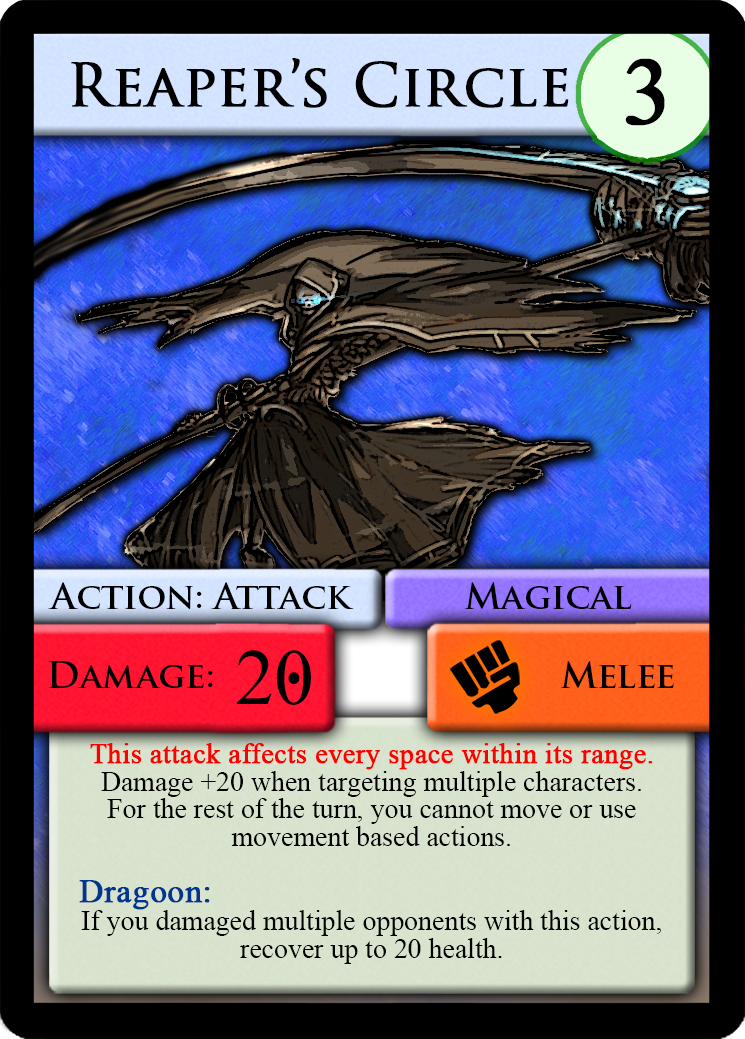 Reaper's Circle 3
Action: Attack Magical
Damage: 20 Melee
This attack affects every space within its range.
Damage +20 when targeting multiple characters.
For the rest of the turn, you cannot move or use
movement based actions.
Dragoon:
If you damaged multiple opponents with this action,
recover up to 20 health.